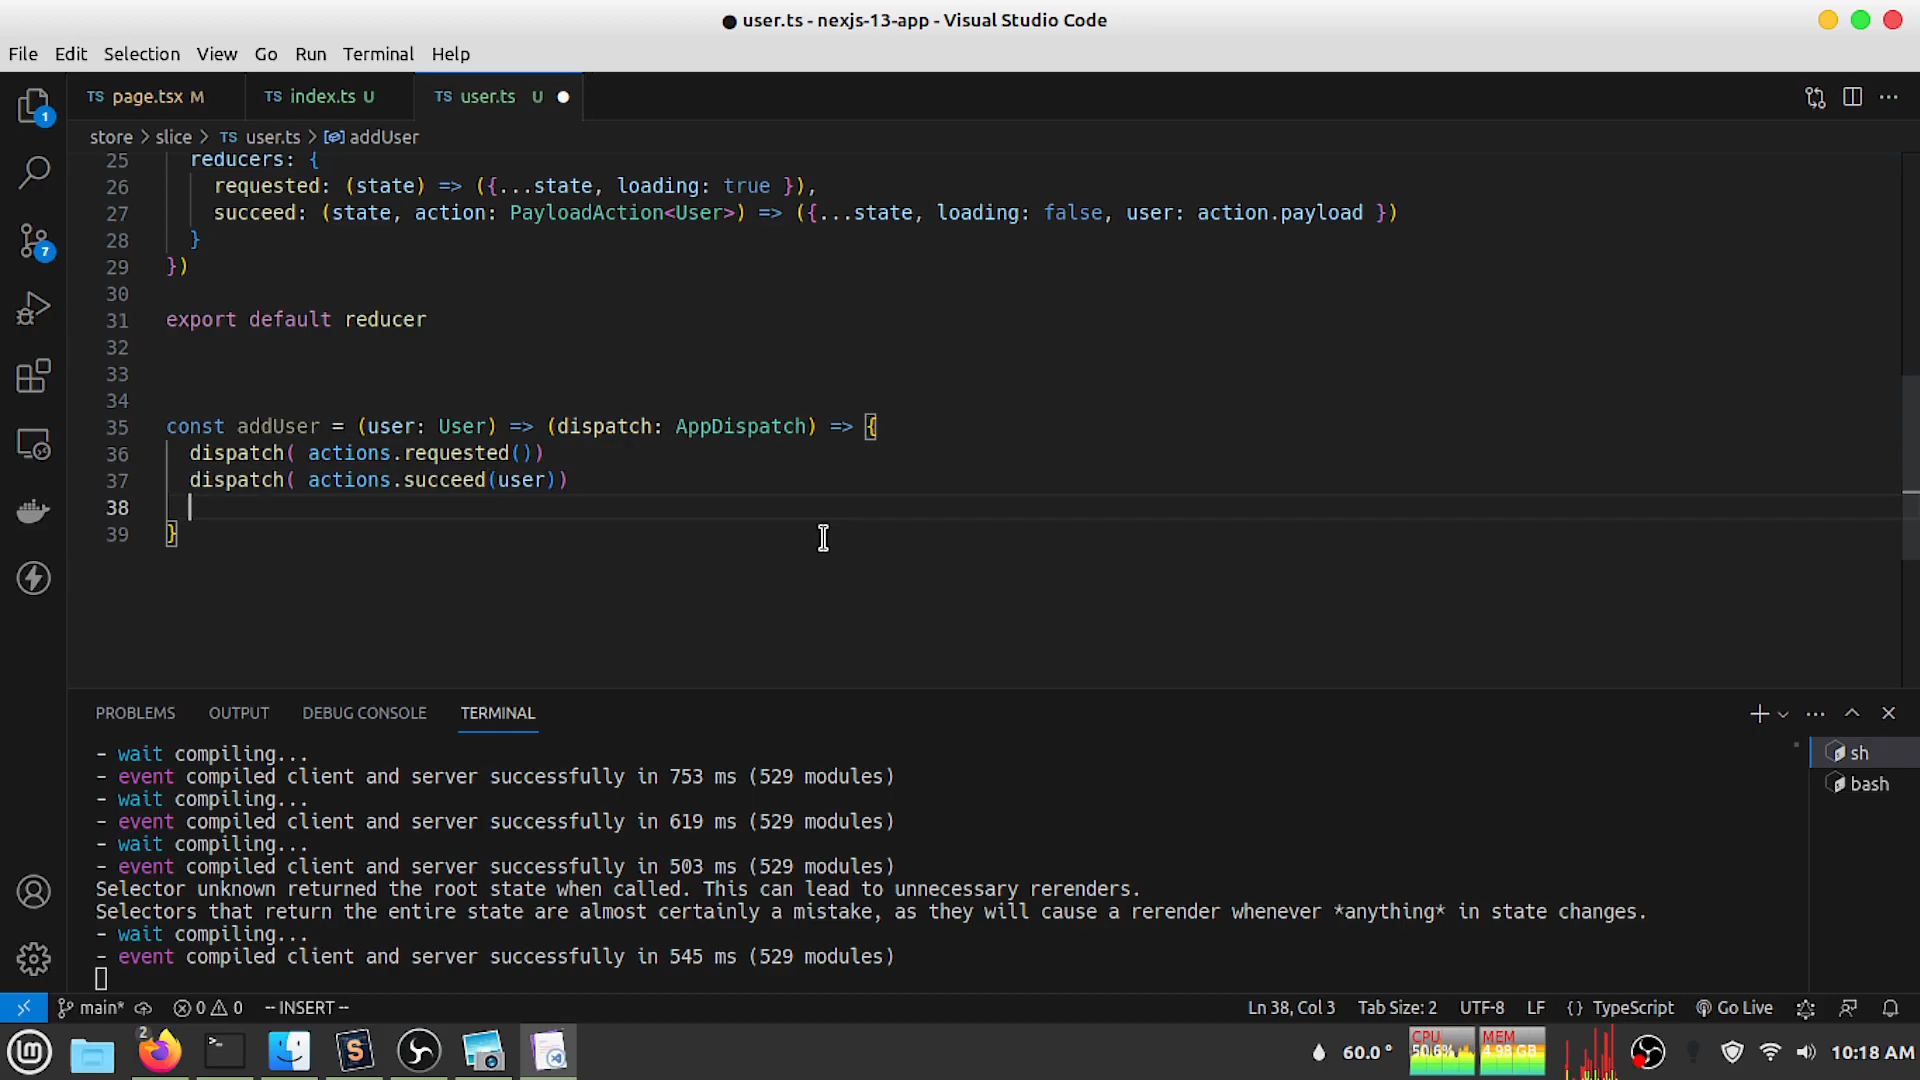 user.ts - nexjs-13-app - Visual Studio Code
File Edit Selection View Go Run Terminal Help
TS page.tsx M TS index.ts U TS user.ts U
store > slice > TS user.ts > addUser
25 reducers: {
26 requested: (state) => ({...state, loading: true }),
27 succeed: (state, action: PayloadAction<User>) => ({...state, loading: false, user: action.payload })
28 }
29 })
30
31 export default reducer
32
33
34
35 const addUser = (user: User) => (dispatch: AppDispatch) => {
36 dispatch( actions.requested())
37 dispatch( actions.succeed(user))
38
39 }
PROBLEMS OUTPUT DEBUG CONSOLE TERMINAL
- wait compiling...
- event compiled client and server successfully in 753 ms (529 modules)
- wait compiling...
- event compiled client and server successfully in 619 ms (529 modules)
- wait compiling...
- event compiled client and server successfully in 503 ms (529 modules)
Selector unknown returned the root state when called. This can lead to unnecessary rerenders.
Selectors that return the entire state are almost certainly a mistake, as they will cause a rerender whenever *anything* in state changes.
- wait compiling...
- event compiled client and server successfully in 545 ms (529 modules)
sh
bash
1
7
main* 0 0 -- INSERT -- Ln 38, Col 3 Tab Size: 2 UTF-8 LF {} TypeScript Go Live
2 60.0 ° CPU 50.6% MEM 4.98 GB 10:18 AM